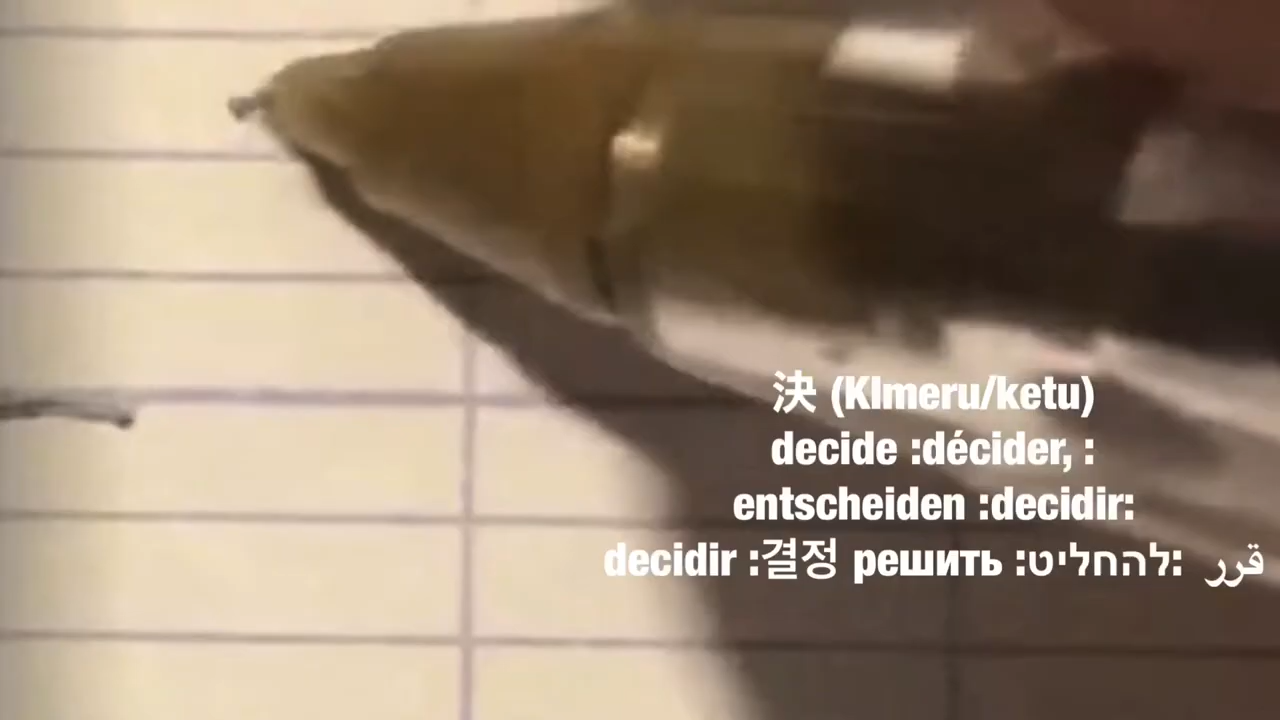 決 (KImeru/ketu)
decide :décider, :
entscheiden :decidir:
decidir :결정 решить :להחליט: قرر